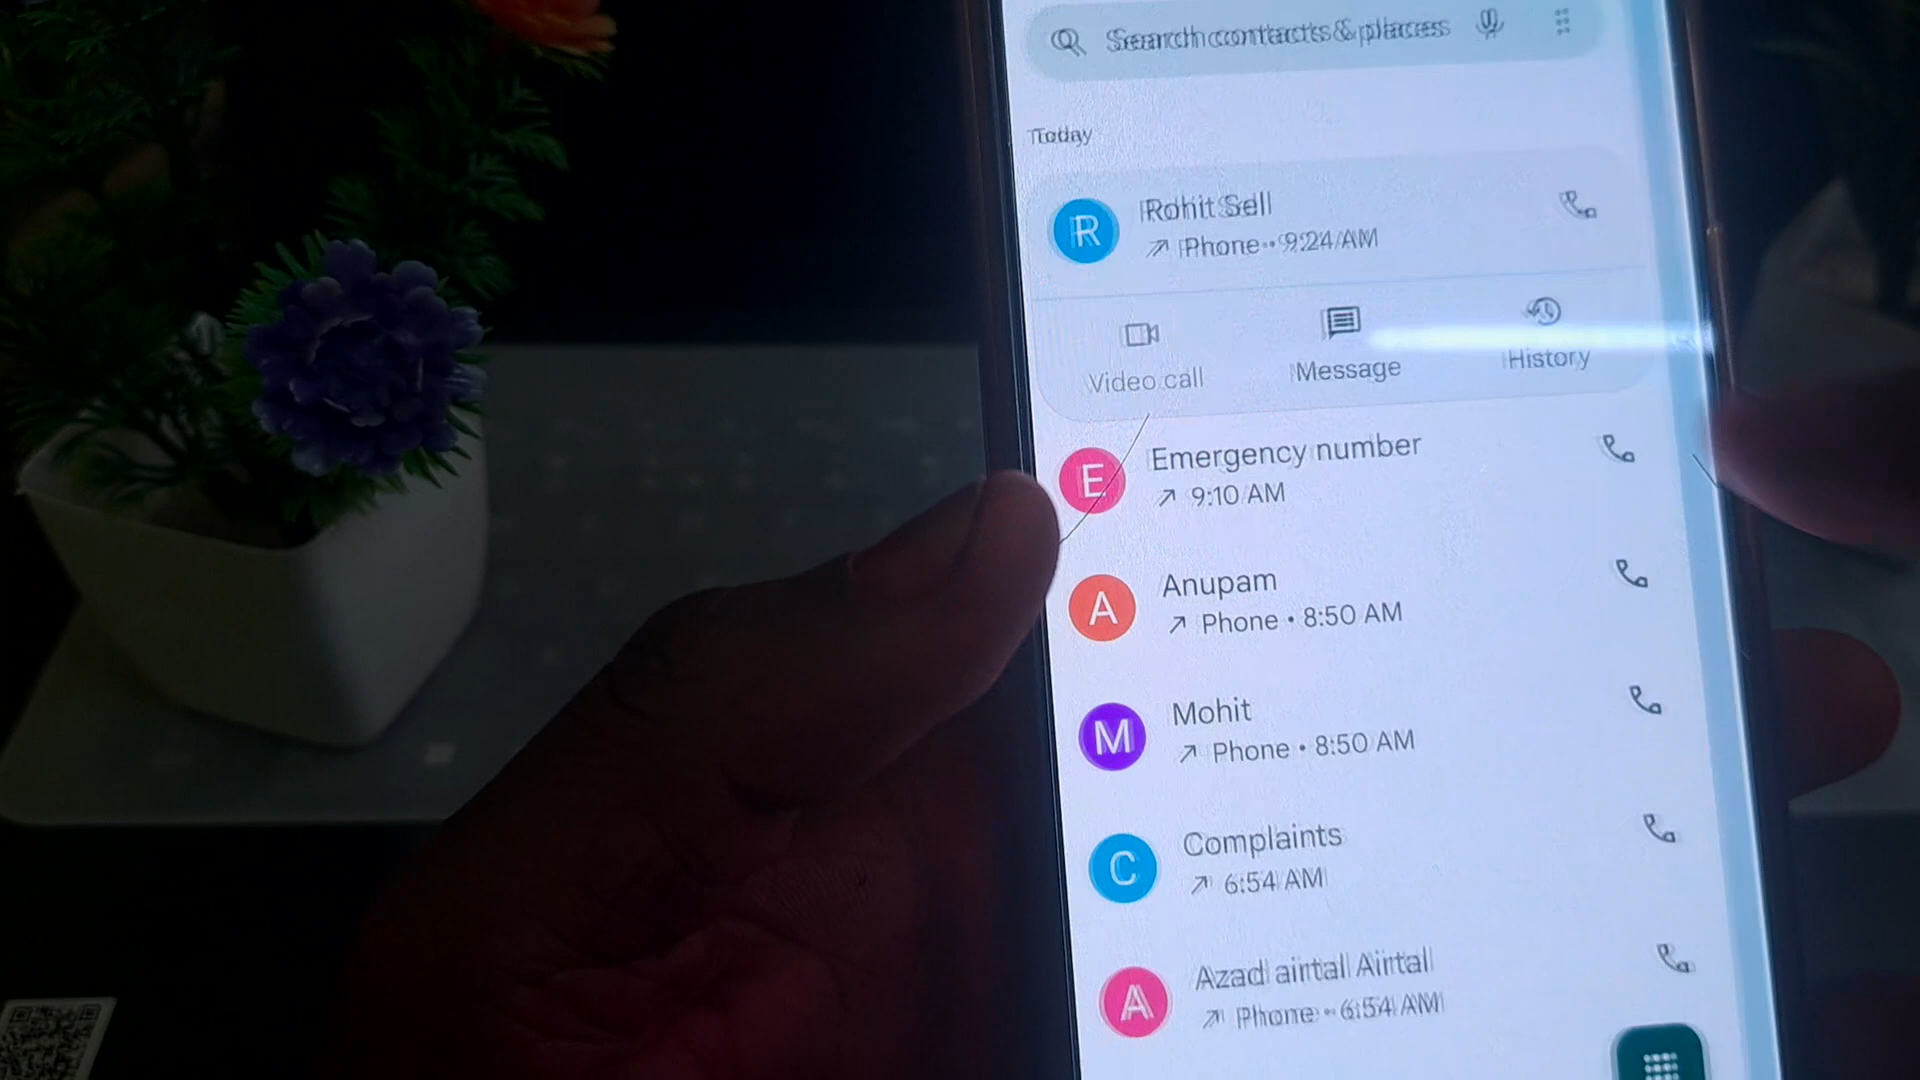 Search contacts & places
Today
R
Rohit Sell
Phone • 9:24 AM
Video call
Message
History
E
Emergency number
9:10 AM
A
Anupam
Phone • 8:50 AM
M
Mohit
Phone • 8:50 AM
C
Complaints
6:54 AM
A
Azad airtal Airtal
Phone • 6:54 AM